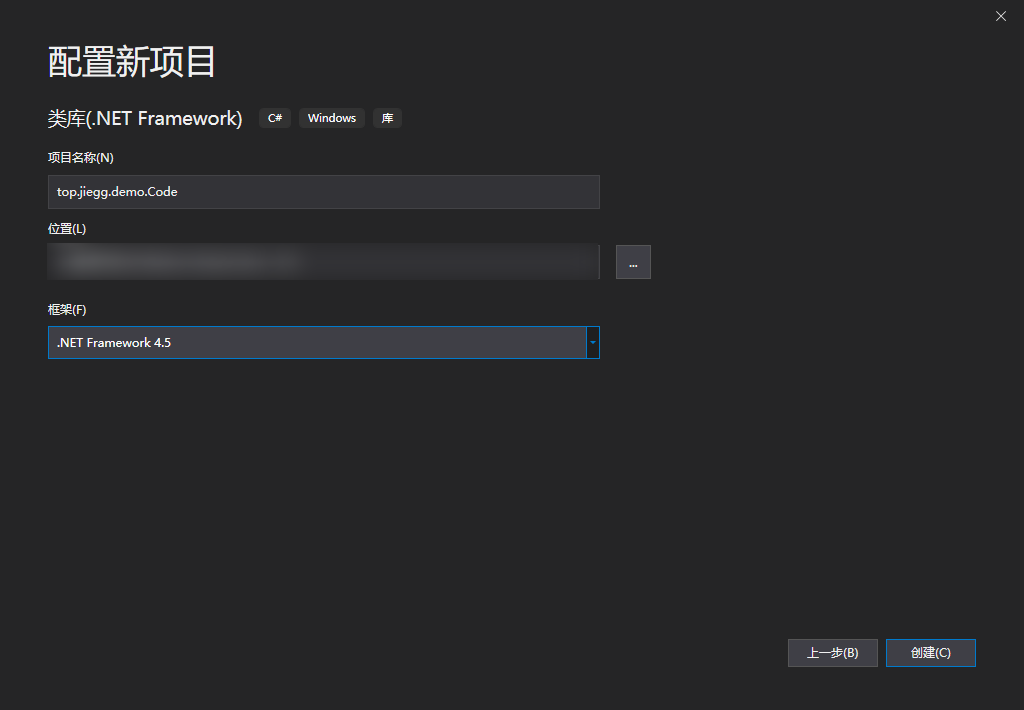 配置新项目
类库(.NET Framework) C# Windows 库
项目名称(N)
top.jiegg.demo.Code
位置(L)
...
框架(F)
.NET Framework 4.5
上一步(B) 创建(C)